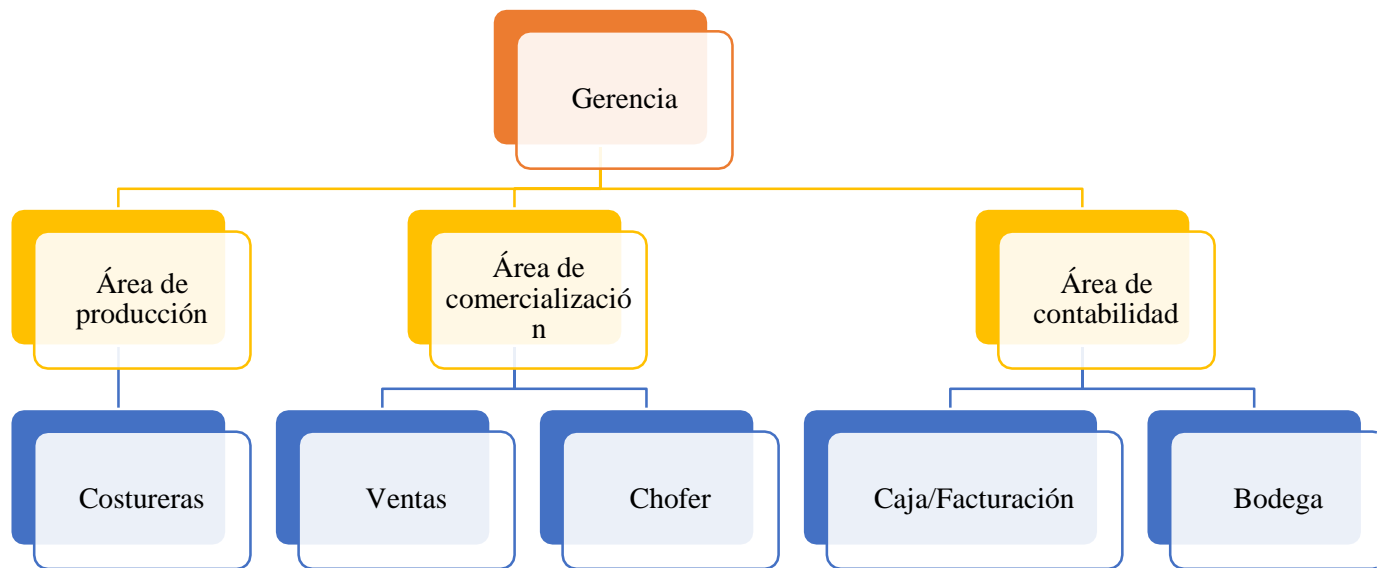 Gerencia
Área de
producción
Área de
comercializació
n
Área de
contabilidad
Costureras
Ventas
Chofer
Caja/Facturación
Bodega